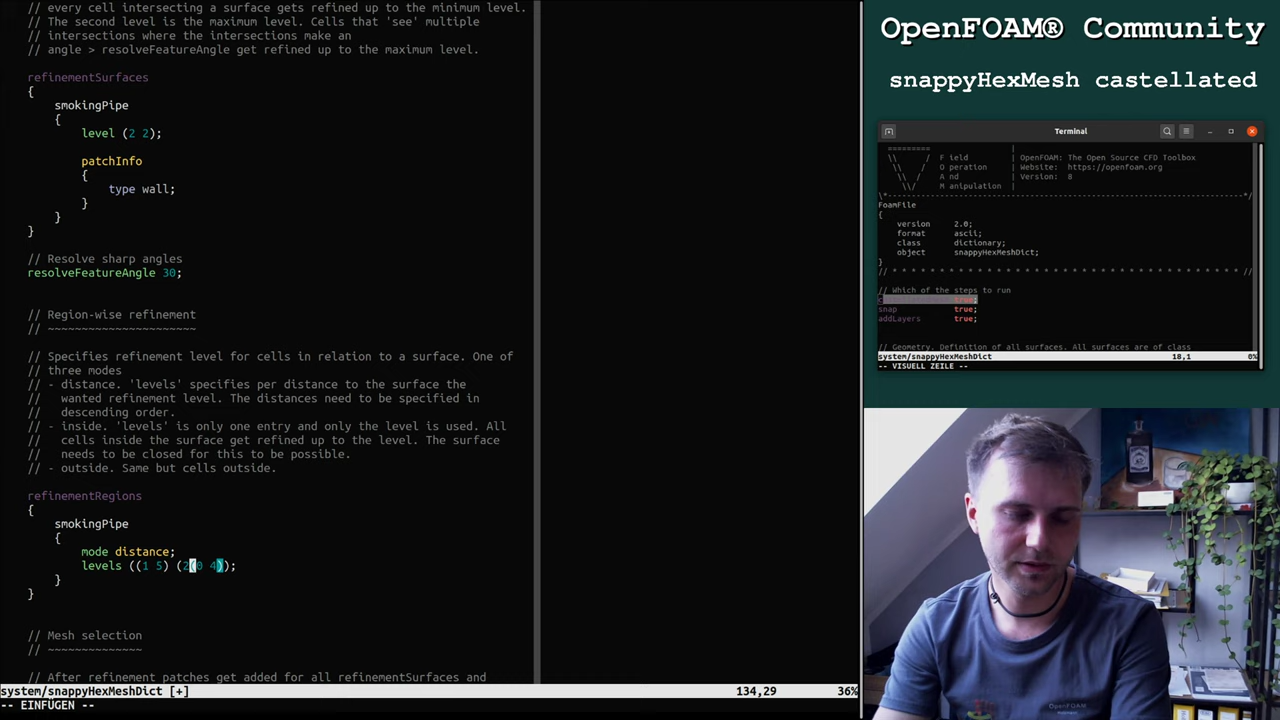 // every cell intersecting a surface gets refined up to the minimum level.
// The second level is the maximum level. Cells that 'see' multiple
// intersections where the intersections make an
// angle > resolveFeatureAngle get refined up to the maximum level.
refinementSurfaces
{
smokingPipe
{
level (2 2);
patchInfo
{
type wall;
}
}
}
// Resolve sharp angles
resolveFeatureAngle 30;
// Region-wise refinement
// ~~~~~~~~~~~~~~~~~~~~~~
// Specifies refinement level for cells in relation to a surface. One of
// three modes
// - distance. 'levels' specifies per distance to the surface the
//   wanted refinement level. The distances need to be specified in
//   descending order.
// - inside. 'levels' is only one entry and only the level is used. All
//   cells inside the surface get refined up to the level. The surface
//   needs to be closed for this to be possible.
// - outside. Same but cells outside.
refinementRegions
{
smokingPipe
{
mode distance;
levels ((1 5) (2(0 4));
}
}
// Mesh selection
// ~~~~~~~~~~~~~~
// After refinement patches get added for all refinementSurfaces and
system/snappyHexMeshDict [+] 134,29 36%
-- EINFÜGEN --
OpenFOAM® Community
snappyHexMesh castellated
Terminal
========= |
\\ / F ield | OpenFOAM: The Open Source CFD Toolbox
\\ / O peration | Website: https://openfoam.org
\\ / A nd | Version: 8
\\/ M anipulation |
\*---------------------------------------------------------------------------*/
FoamFile
{
version 2.0;
format ascii;
class dictionary;
object snappyHexMeshDict;
}
// * * * * * * * * * * * * * * * * * * * * * * * * * * * * * * * * * * * * * //
// Which of the steps to run
true;
snap true;
addLayers true;
// Geometry. Definition of all surfaces. All surfaces are of class
system/snappyHexMeshDict 18,1 0%
-- VISUELL ZEILE --
OpenFOAM